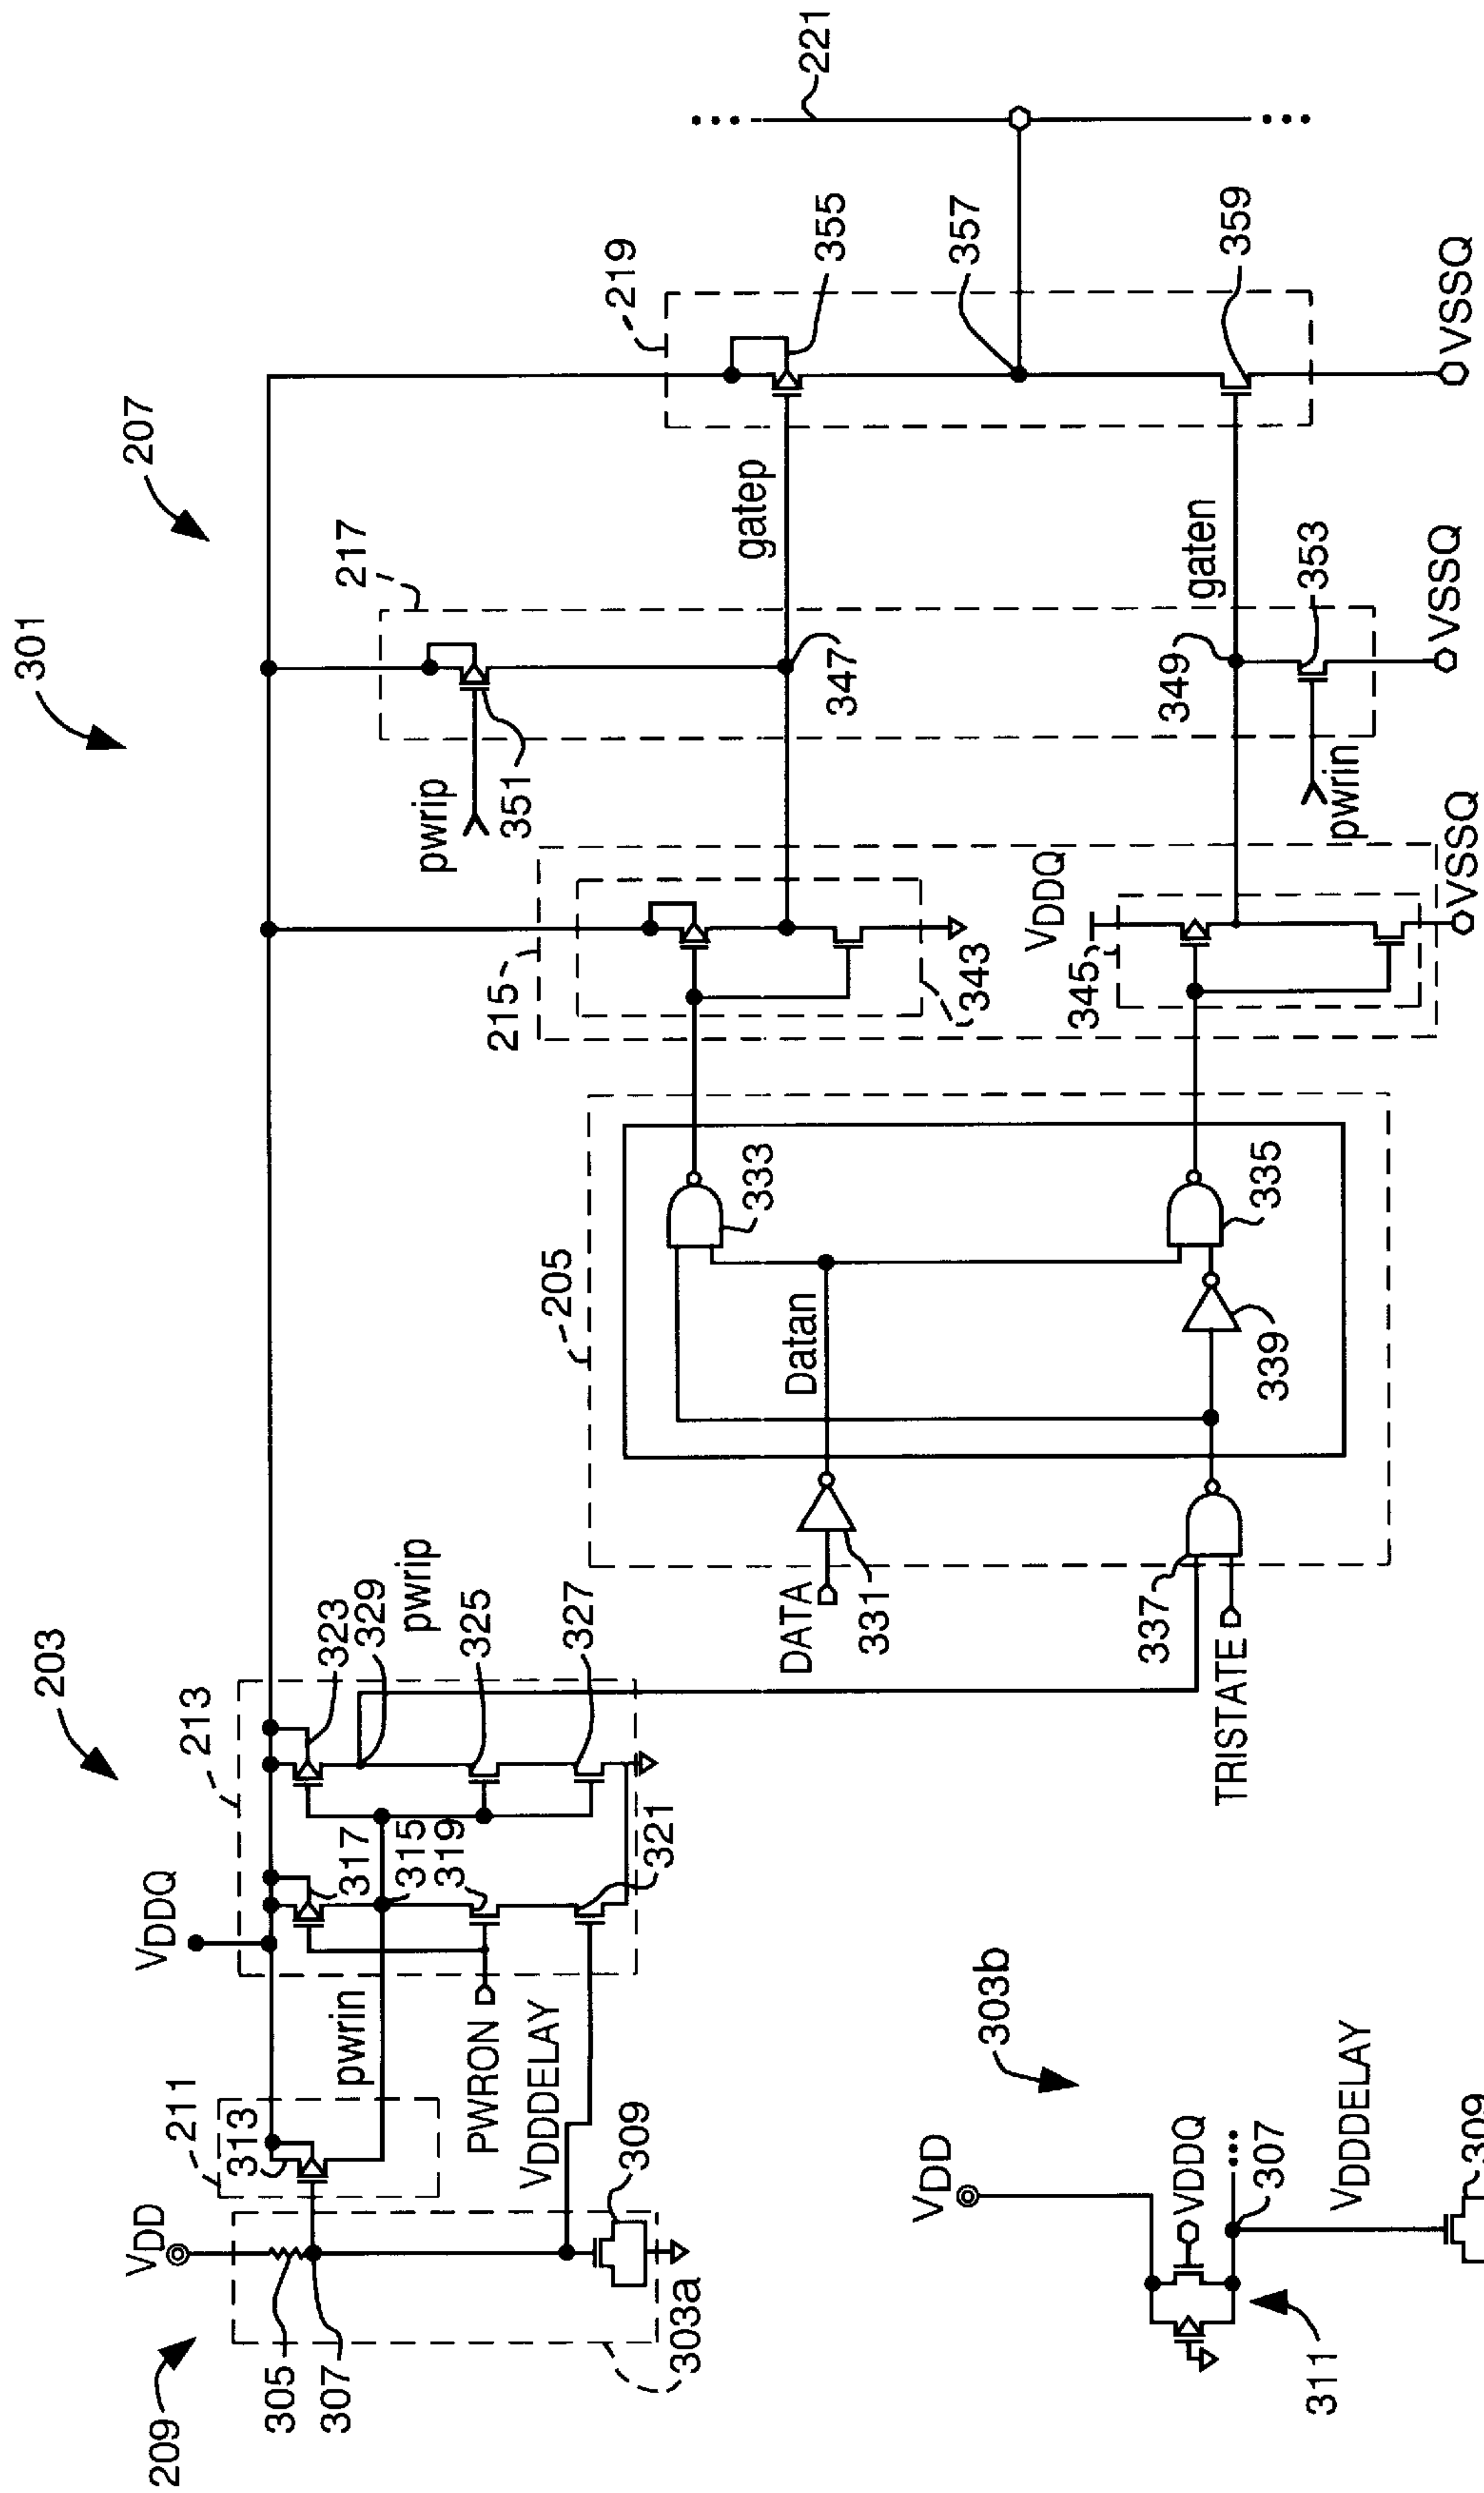 301
207
203
209
VDD
305
307
303a
309
211
313
pwrin
VDDQ
PWRON
VDDDELAY
213
317
315
319
321
323
329
pwrip
325
327
205
DATA
331
Datan
333
335
337
339
TRISTATE
215
343
VDDQ
345
VSSQ
217
pwrip
351
347
349
pwrin
353
VSSQ
gatep
gaten
219
355
357
359
VSSQ
221
303b
VDD
VDDQ
307
311
VDDDELAY
309